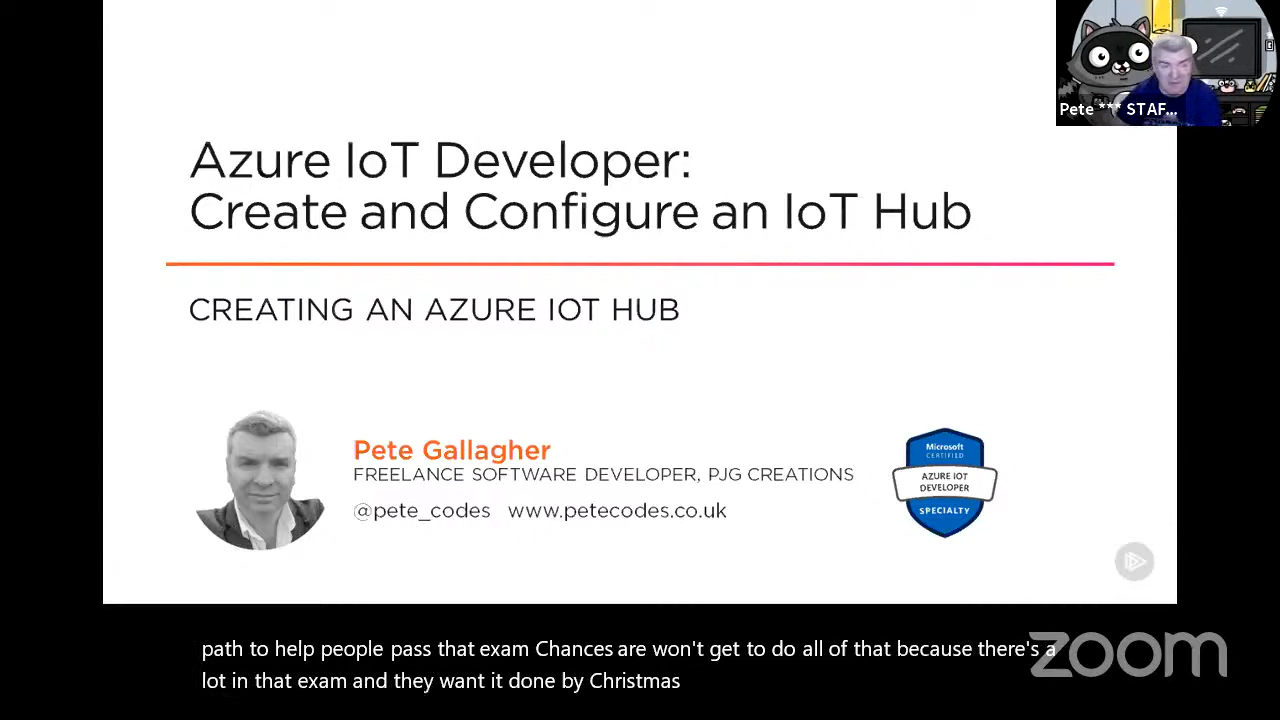 Pete *** STAF...
Azure IoT Developer:
Create and Configure an IoT Hub
CREATING AN AZURE IOT HUB
Pete Gallagher
FREELANCE SOFTWARE DEVELOPER, PJG CREATIONS
@pete_codes www.petecodes.co.uk
Microsoft
CERTIFIED
AZURE IOT
DEVELOPER
SPECIALTY
path to help people pass that exam Chances are won't get to do all of that because there's a
lot in that exam and they want it done by Christmas
zoom